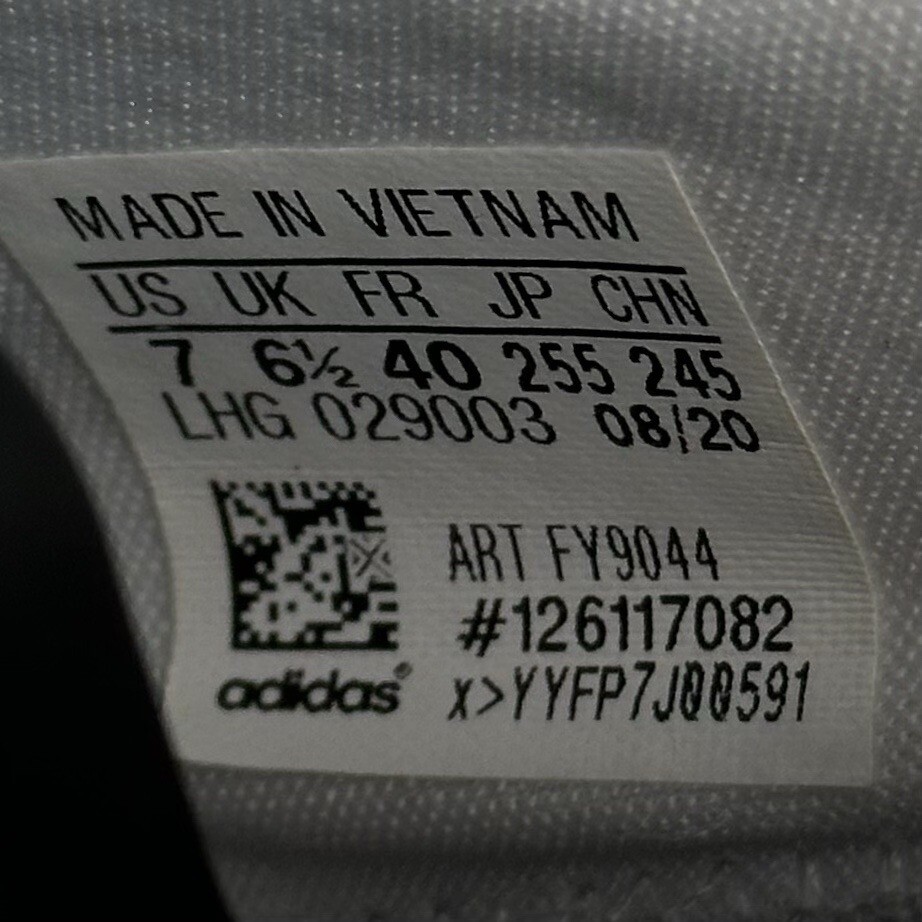 MADE IN VIETNAM
US UK FR JP CHN
7 6½ 40 255 245
LHG 029003 08/20
ART FY9044
#126117082
adidas®
x>YYFP7J00591